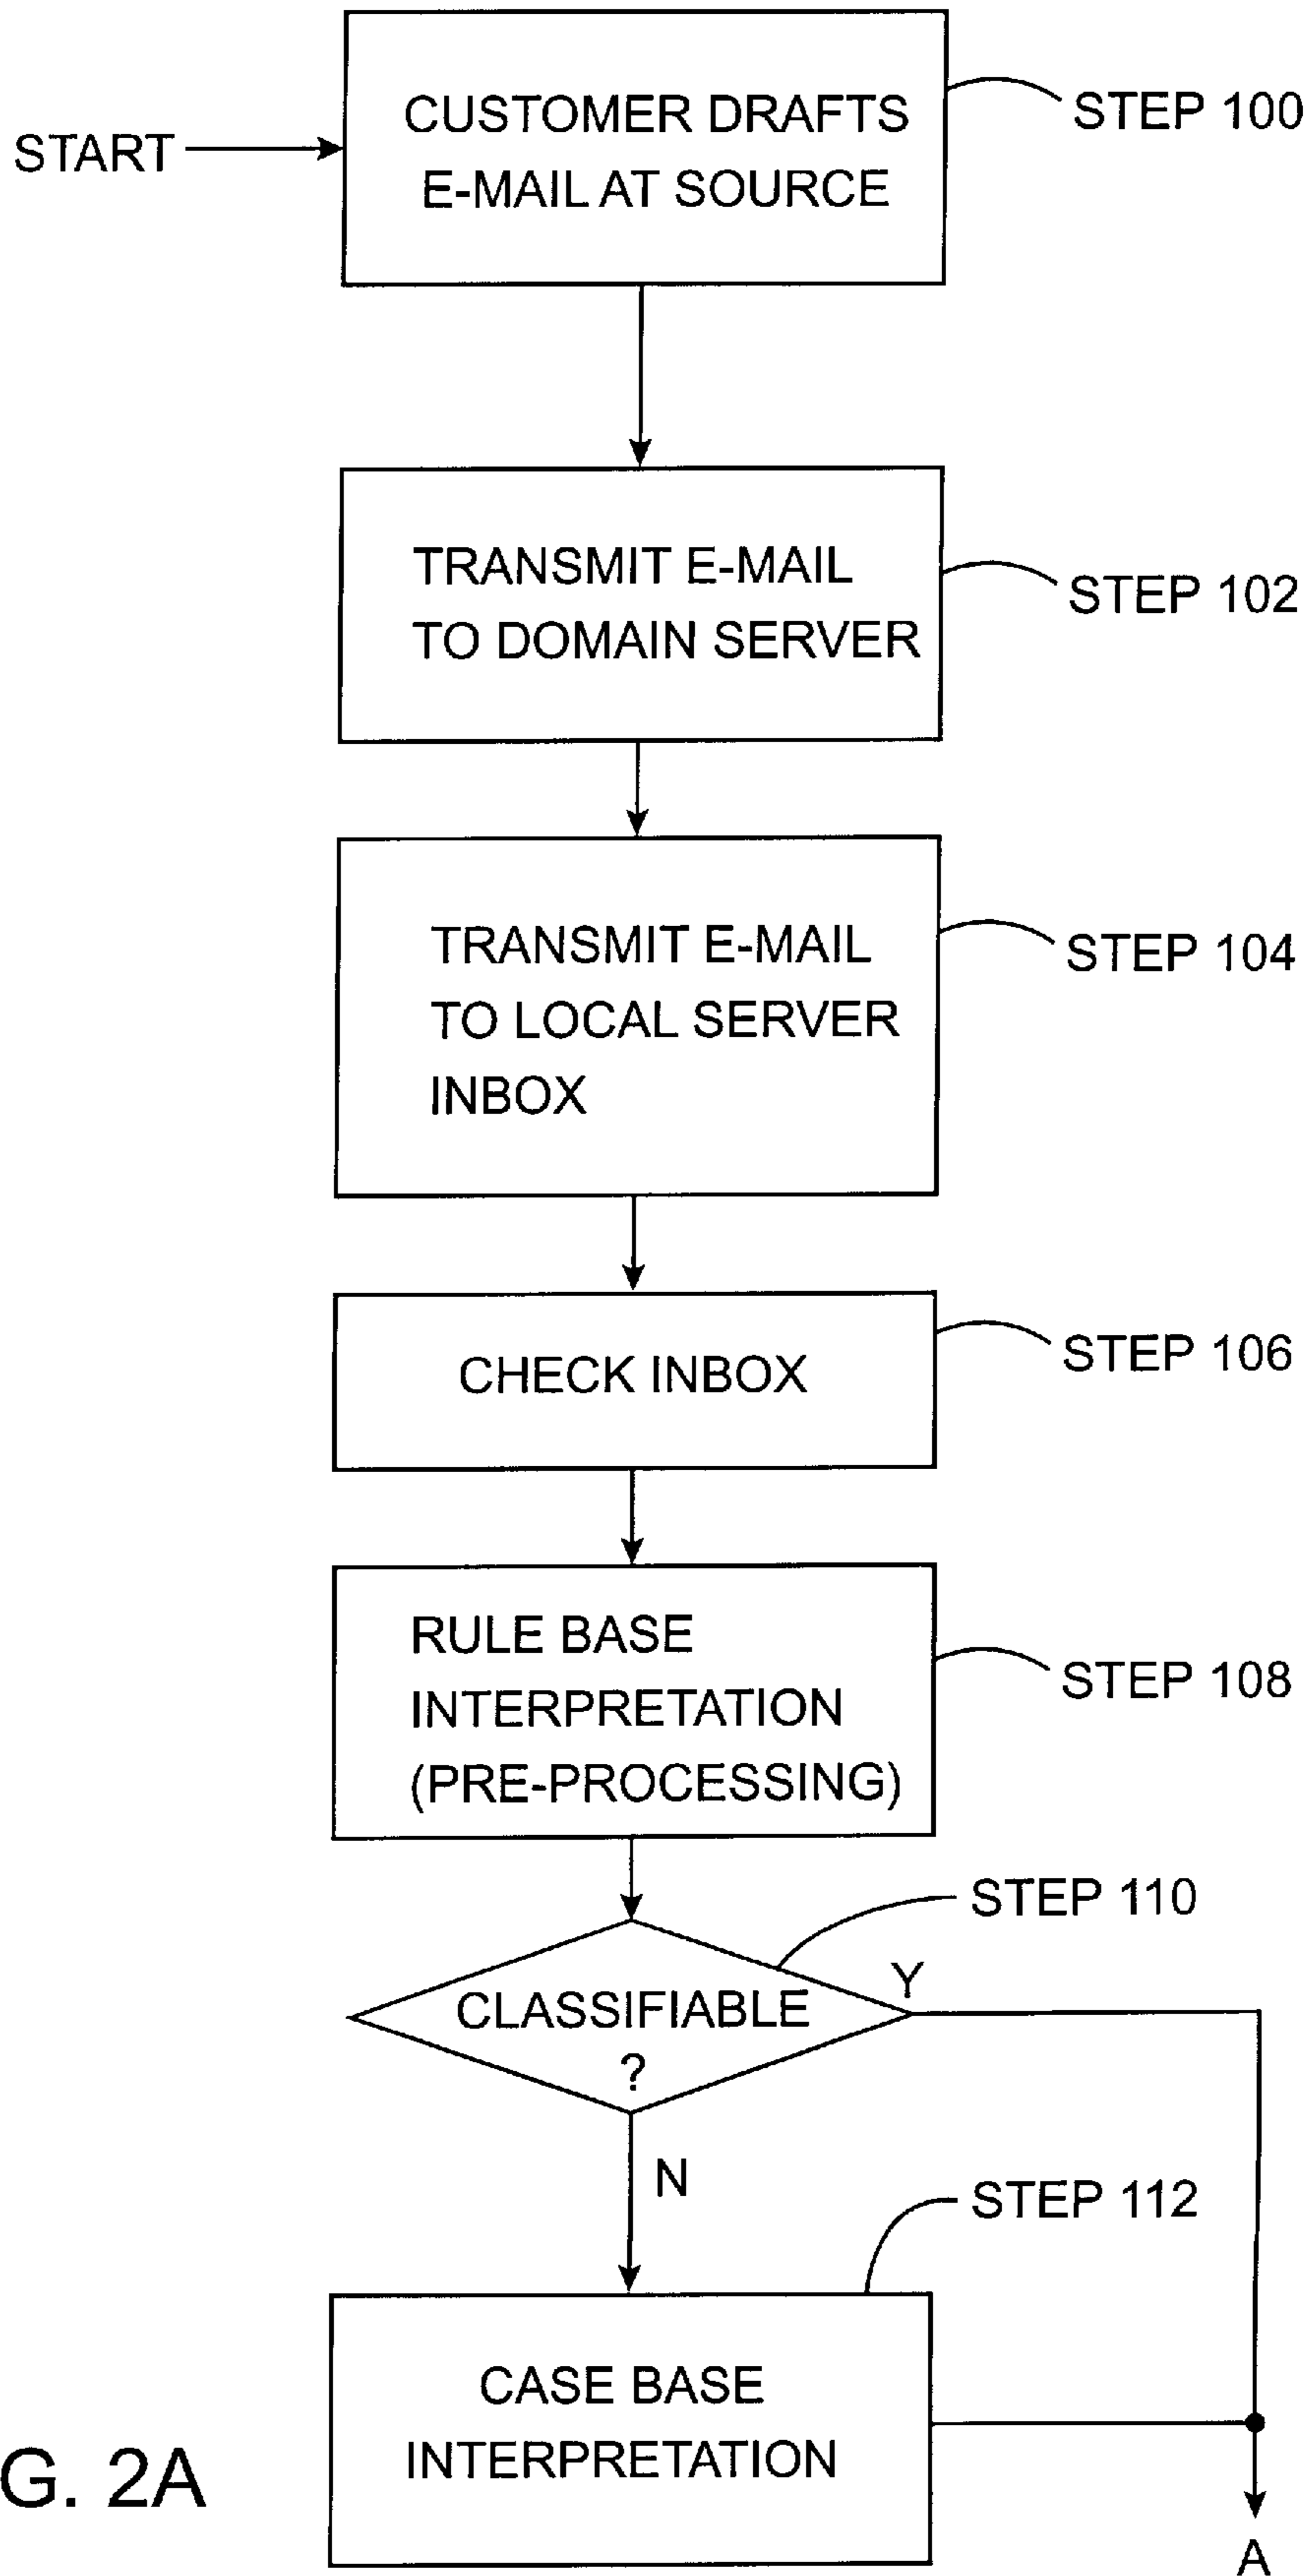 CUSTOMER DRAFTS
E-MAIL AT SOURCE
STEP 100
START
TRANSMIT E-MAIL
TO DOMAIN SERVER
STEP 102
TRANSMIT E-MAIL
TO LOCAL SERVER
INBOX
STEP 104
CHECK INBOX
STEP 106
RULE BASE
INTERPRETATION
(PRE-PROCESSING)
STEP 108
STEP 110
CLASSIFIABLE
?
Y
N
STEP 112
CASE BASE
INTERPRETATION
G. 2A
A